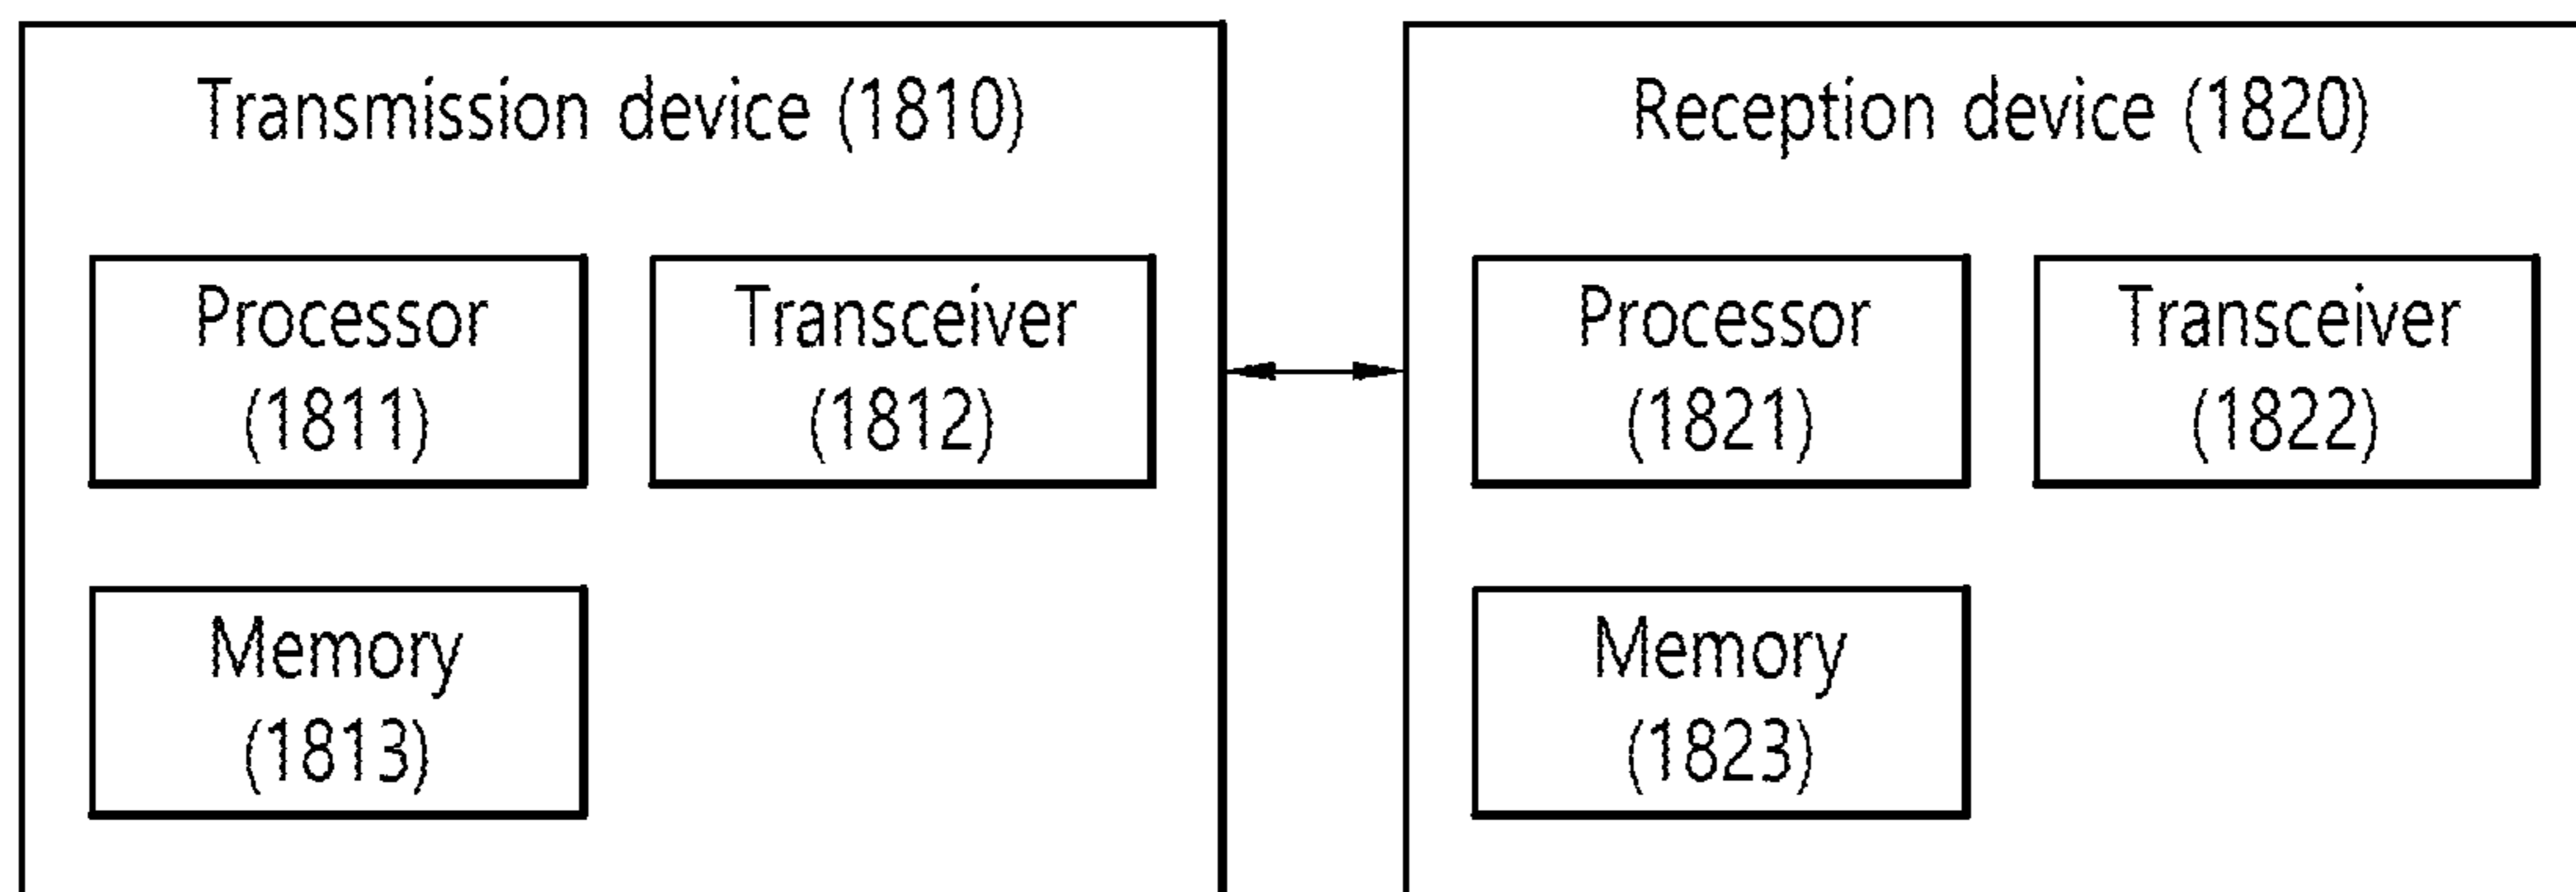 Transmission device (1810)
Processor
(1811)
Transceiver
(1812)
Memory
(1813)
Reception device (1820)
Processor
(1821)
Transceiver
(1822)
Memory
(1823)